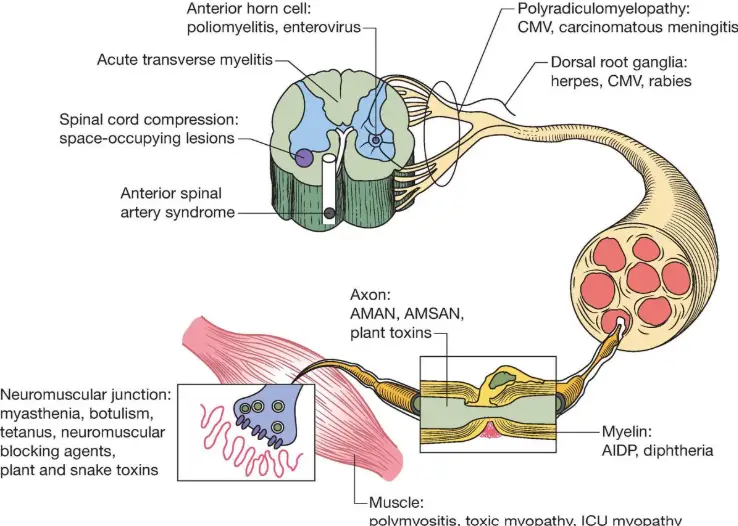 Anterior horn cell:
poliomyelitis, enterovirus
Polyradiculomyelopathy:
CMV, carcinomatous meningitis
Acute transverse myelitis
Dorsal root ganglia:
herpes, CMV, rabies
Spinal cord compression:
space-occupying lesions
Anterior spinal
artery syndrome
Axon:
AMAN, AMSAN,
plant toxins
Neuromuscular junction:
myasthenia, botulism,
tetanus, neuromuscular
blocking agents,
plant and snake toxins
Myelin:
AIDP, diphtheria
Muscle:
polymyositis, toxic myopathy, ICU myopathy